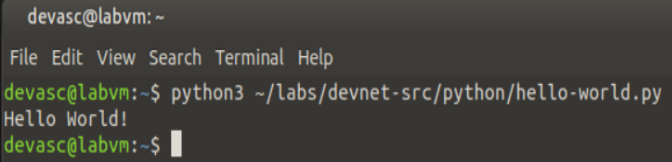 devasc@labvm: ~
File Edit View Search Terminal Help
devasc@labvm:~$ python3 ~/labs/devnet-src/python/hello-world.py
Hello World!
devasc@labvm:~$